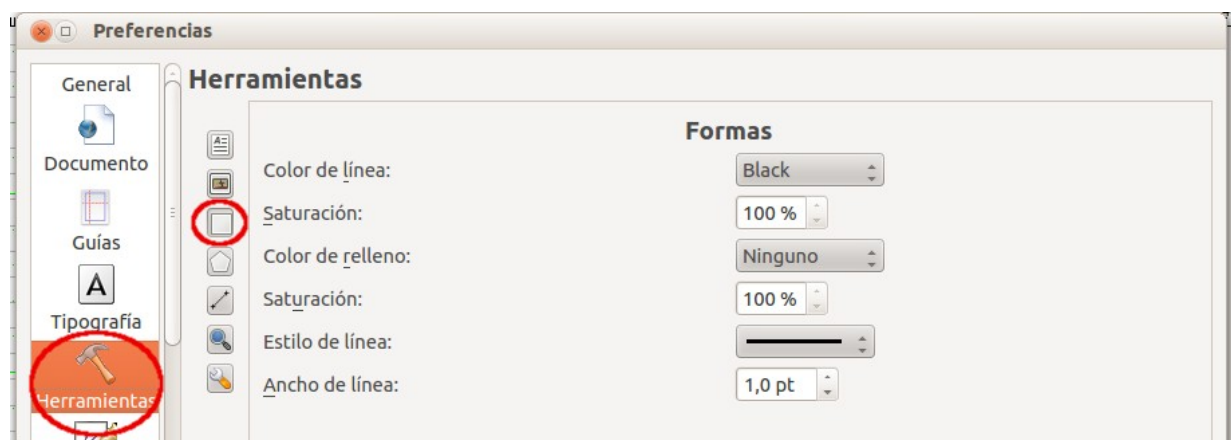 Preferencias
General
Herramientas
Documento
Guías
Tipografía
Herramientas
Formas
Color de línea: Black
Saturación: 100 %
Color de relleno: Ninguno
Saturación: 100 %
Estilo de línea:
Ancho de línea: 1,0 pt
A